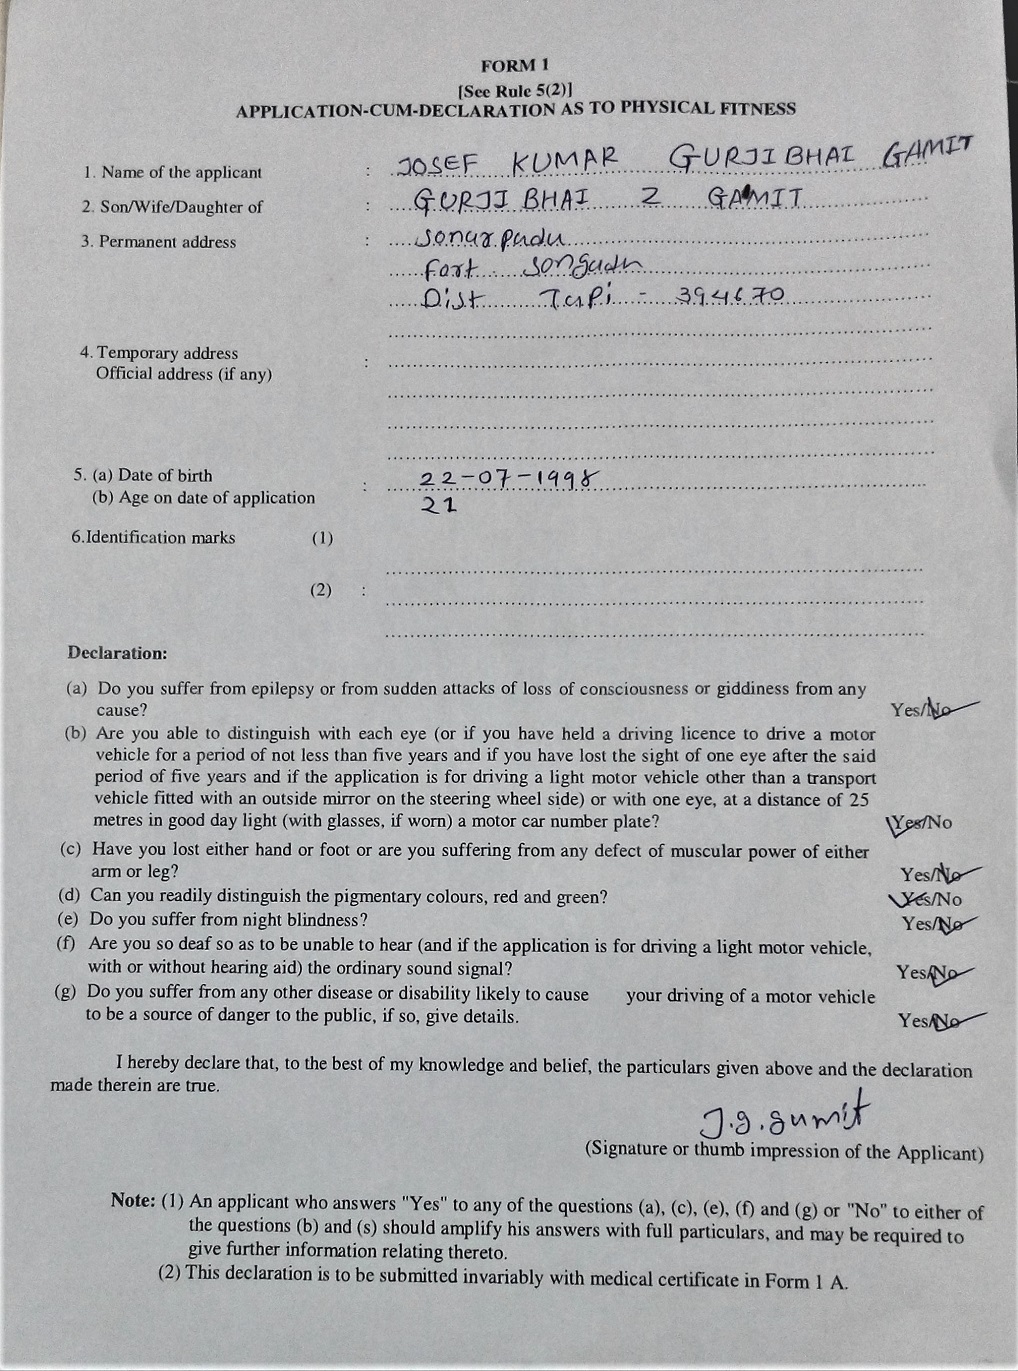 FORM 1
[See Rule 5(2)]
APPLICATION-CUM-DECLARATION AS TO PHYSICAL FITNESS
1. Name of the applicant : JOSEF KUMAR GURJIBHAI GAMIT
2. Son/Wife/Daughter of : GURJIBHAI Z GAMIT
3. Permanent address : sonarpada
Fort songadh
Dist Tapi - 394670
4. Temporary address :
Official address (if any)
5. (a) Date of birth : 22-07-1998
(b) Age on date of application 21
6.Identification marks (1)
(2) :
Declaration:
(a) Do you suffer from epilepsy or from sudden attacks of loss of consciousness or giddiness from any
cause? Yes/No
(b) Are you able to distinguish with each eye (or if you have held a driving licence to drive a motor
vehicle for a period of not less than five years and if you have lost the sight of one eye after the said
period of five years and if the application is for driving a light motor vehicle other than a transport
vehicle fitted with an outside mirror on the steering wheel side) or with one eye, at a distance of 25
metres in good day light (with glasses, if worn) a motor car number plate? Yes/No
(c) Have you lost either hand or foot or are you suffering from any defect of muscular power of either
arm or leg? Yes/No
(d) Can you readily distinguish the pigmentary colours, red and green? Yes/No
(e) Do you suffer from night blindness? Yes/No
(f) Are you so deaf so as to be unable to hear (and if the application is for driving a light motor vehicle,
with or without hearing aid) the ordinary sound signal? Yes/No
(g) Do you suffer from any other disease or disability likely to cause your driving of a motor vehicle
to be a source of danger to the public, if so, give details. Yes/No
I hereby declare that, to the best of my knowledge and belief, the particulars given above and the declaration
made therein are true.
J.g.gumit
(Signature or thumb impression of the Applicant)
Note: (1) An applicant who answers "Yes" to any of the questions (a), (c), (e), (f) and (g) or "No" to either of
the questions (b) and (s) should amplify his answers with full particulars, and may be required to
give further information relating thereto.
(2) This declaration is to be submitted invariably with medical certificate in Form 1 A.